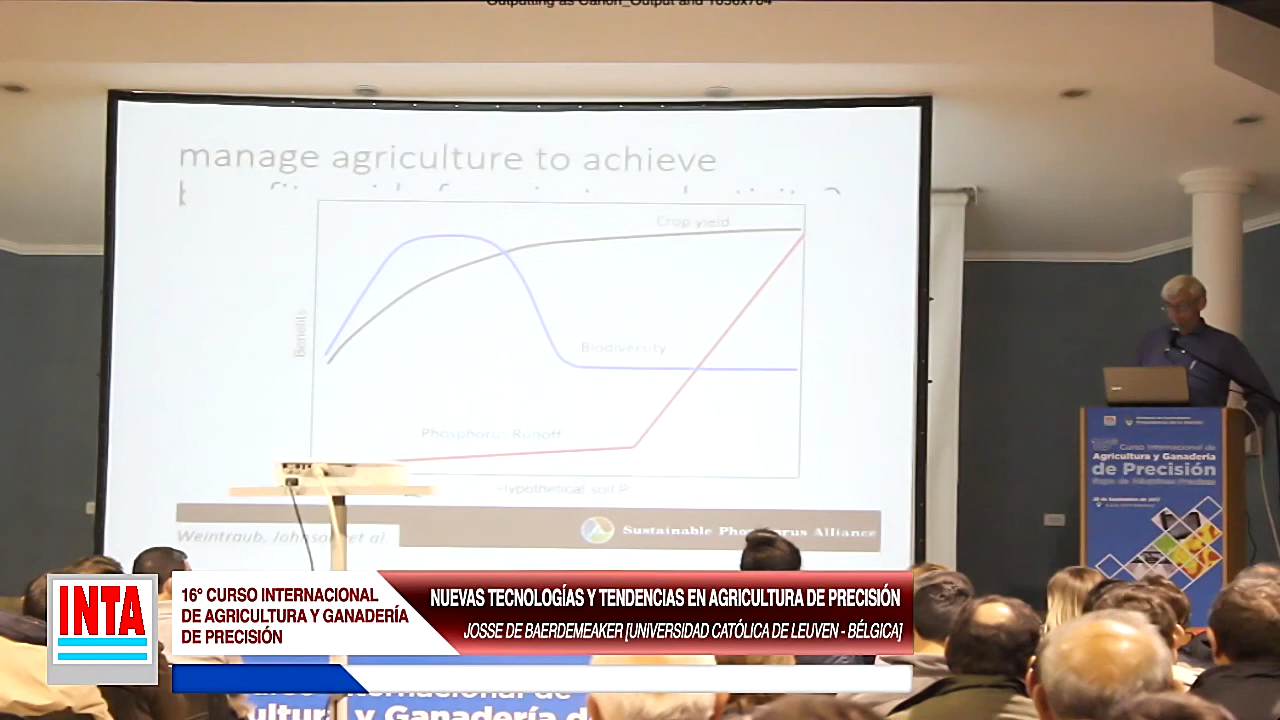 Outputting as Canon_Output and 1056x704
manage agriculture to achieve
Crop yield
Benefits
Biodiversity
Phosphorus Runoff
Hypothetical soil P
Weintraub, Johnson et al.
Sustainable Phosphorus Alliance
16° Curso Internacional de
Agricultura y Ganadería
de Precisión
INTA
16° CURSO INTERNACIONAL
DE AGRICULTURA Y GANADERÍA
DE PRECISIÓN
NUEVAS TECNOLOGÍAS Y TENDENCIAS EN AGRICULTURA DE PRECISIÓN
JOSSE DE BAERDEMEAKER [UNIVERSIDAD CATÓLICA DE LEUVEN - BÉLGICA]